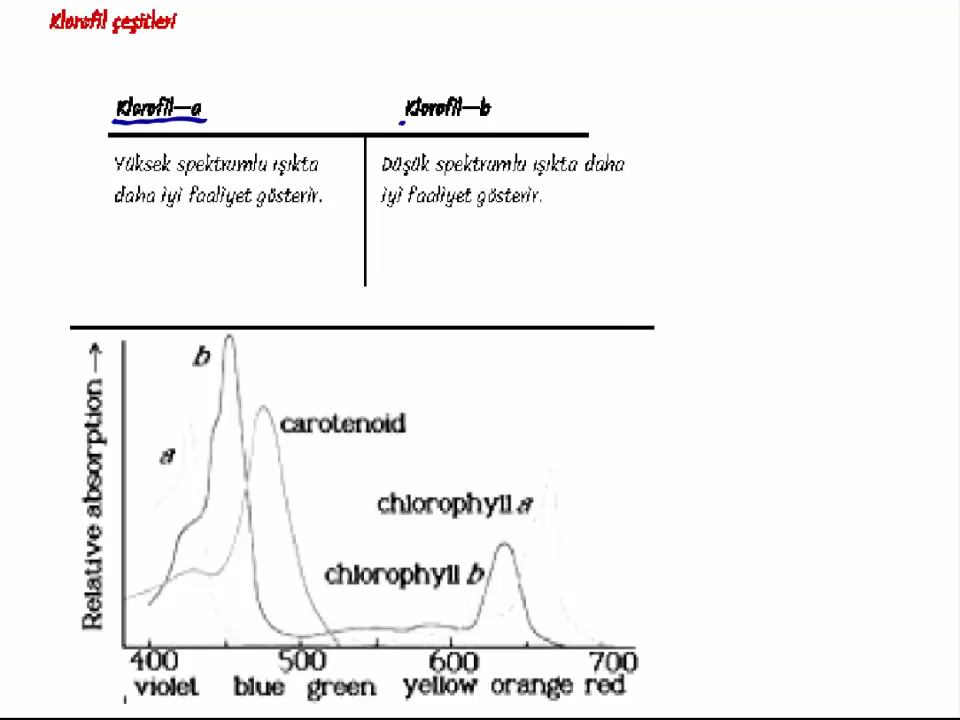 Klorofil çeşitleri
Klorofil-a
Klorofil-b
Yüksek spektrumlu ışıkta
daha iyi faaliyet gösterir.
Düşük spektrumlu ışıkta daha
iyi faaliyet gösterir.
Relative absorption →
b
a
carotenoid
chlorophyll a
chlorophyll b
400 500 600 700
violet blue green yellow orange red